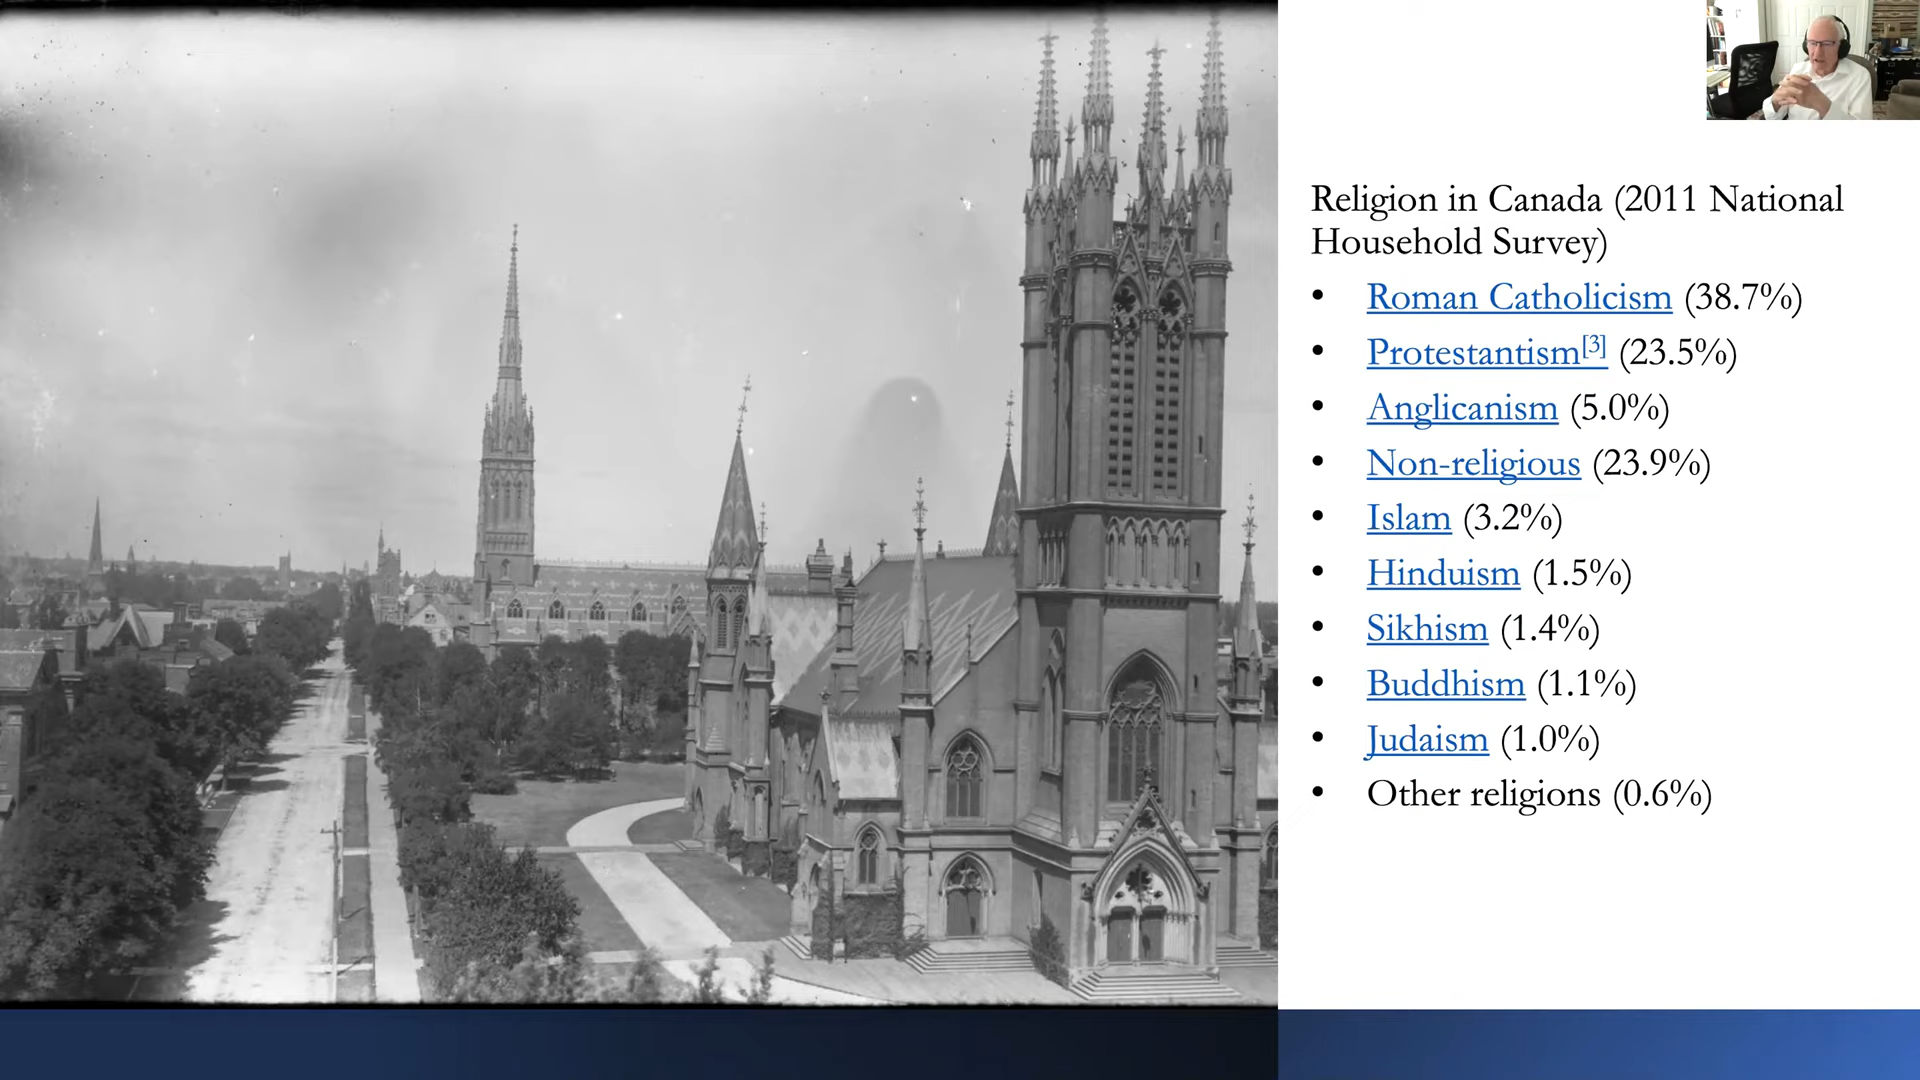 Religion in Canada (2011 National
Household Survey)
• Roman Catholicism (38.7%)
• Protestantism[3] (23.5%)
• Anglicanism (5.0%)
• Non-religious (23.9%)
• Islam (3.2%)
• Hinduism (1.5%)
• Sikhism (1.4%)
• Buddhism (1.1%)
• Judaism (1.0%)
• Other religions (0.6%)